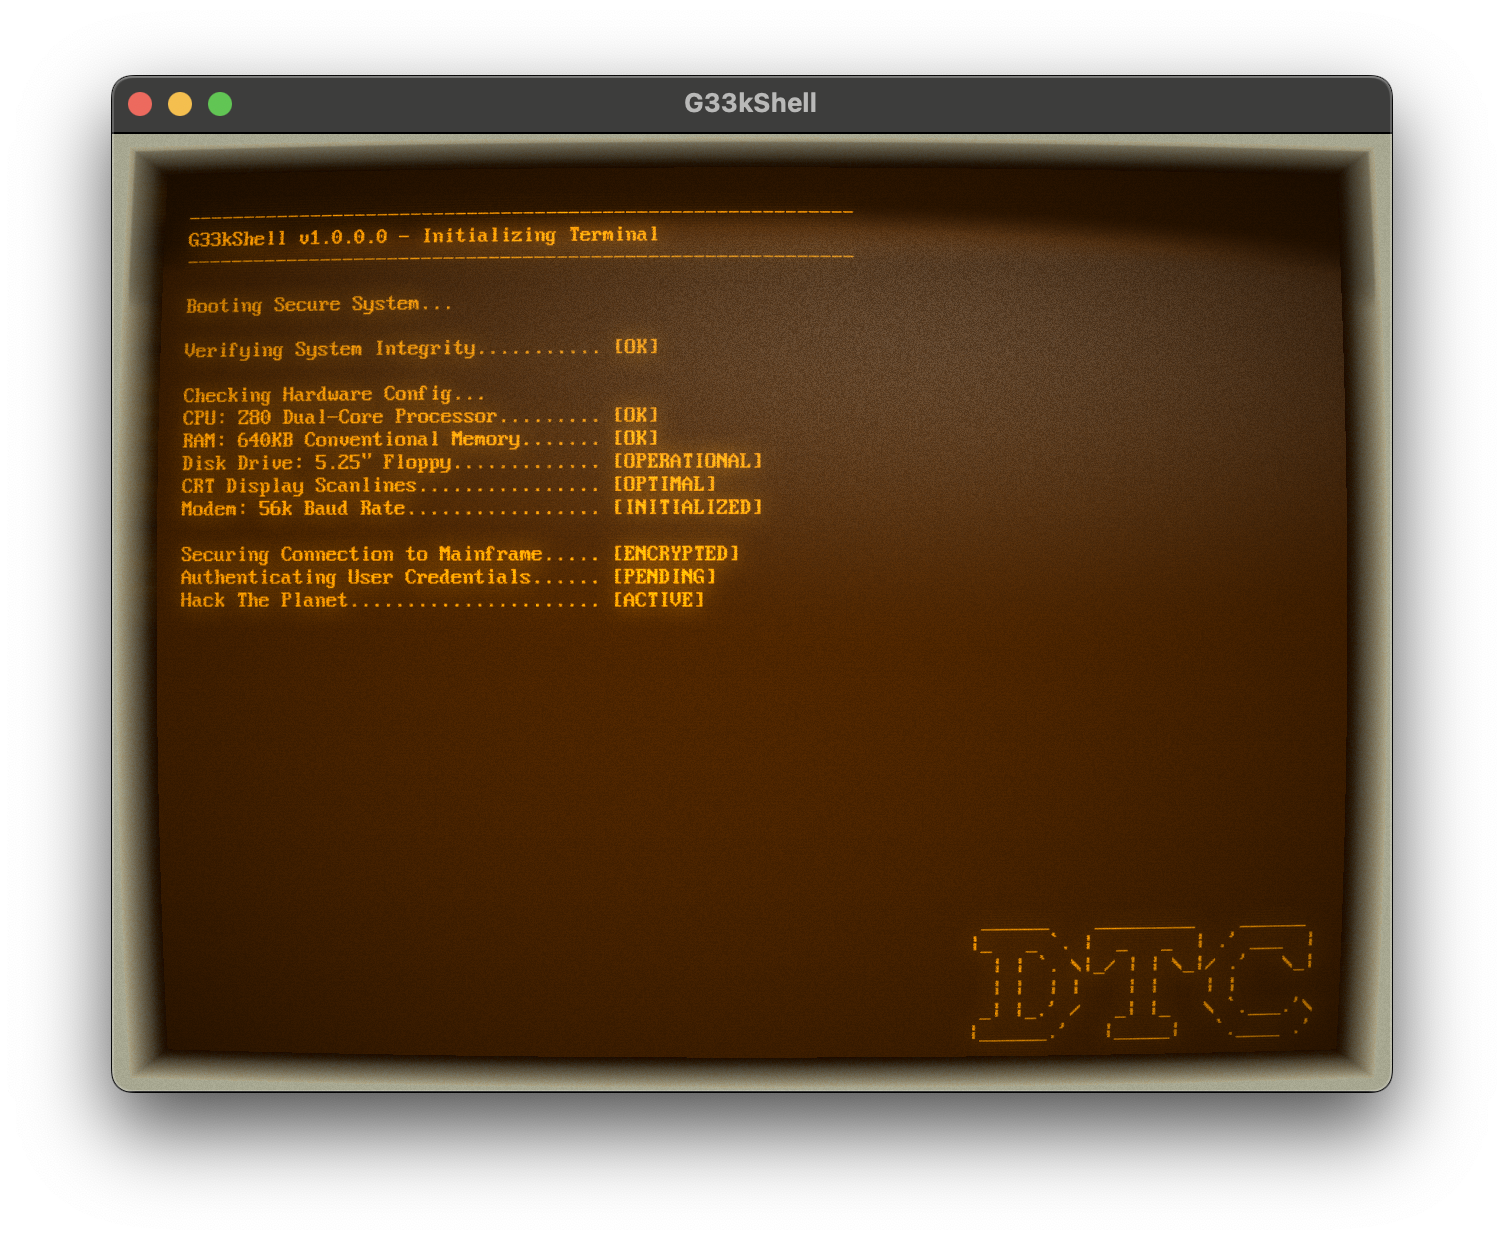 G33kShell
G33kShell v1.0.0.0 - Initializing Terminal
Booting Secure System...
Verifying System Integrity........... [OK]
Checking Hardware Config...
CPU: Z80 Dual-Core Processor......... [OK]
RAM: 640KB Conventional Memory....... [OK]
Disk Drive: 5.25" Floppy............. [OPERATIONAL]
CRT Display Scanlines................ [OPTIMAL]
Modem: 56k Baud Rate................. [INITIALIZED]
Securing Connection to Mainframe..... [ENCRYPTED]
Authenticating User Credentials...... [PENDING]
Hack The Planet...................... [ACTIVE]
DTC